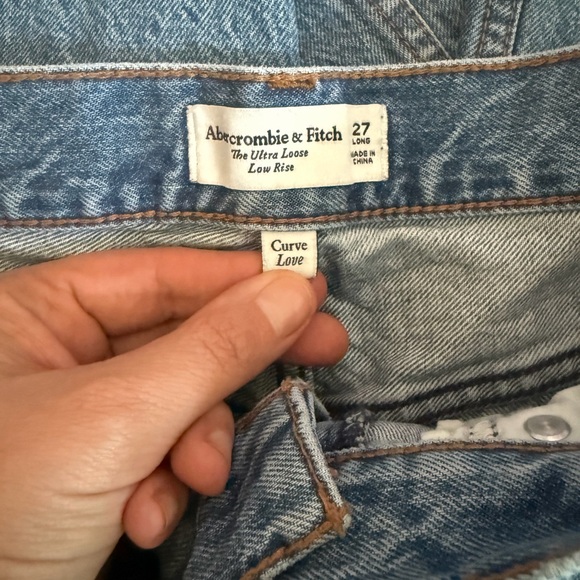 Abercrombie & Fitch
The Ultra Loose
Low Rise
27
LONG
MADE IN
CHINA
Curve
Love